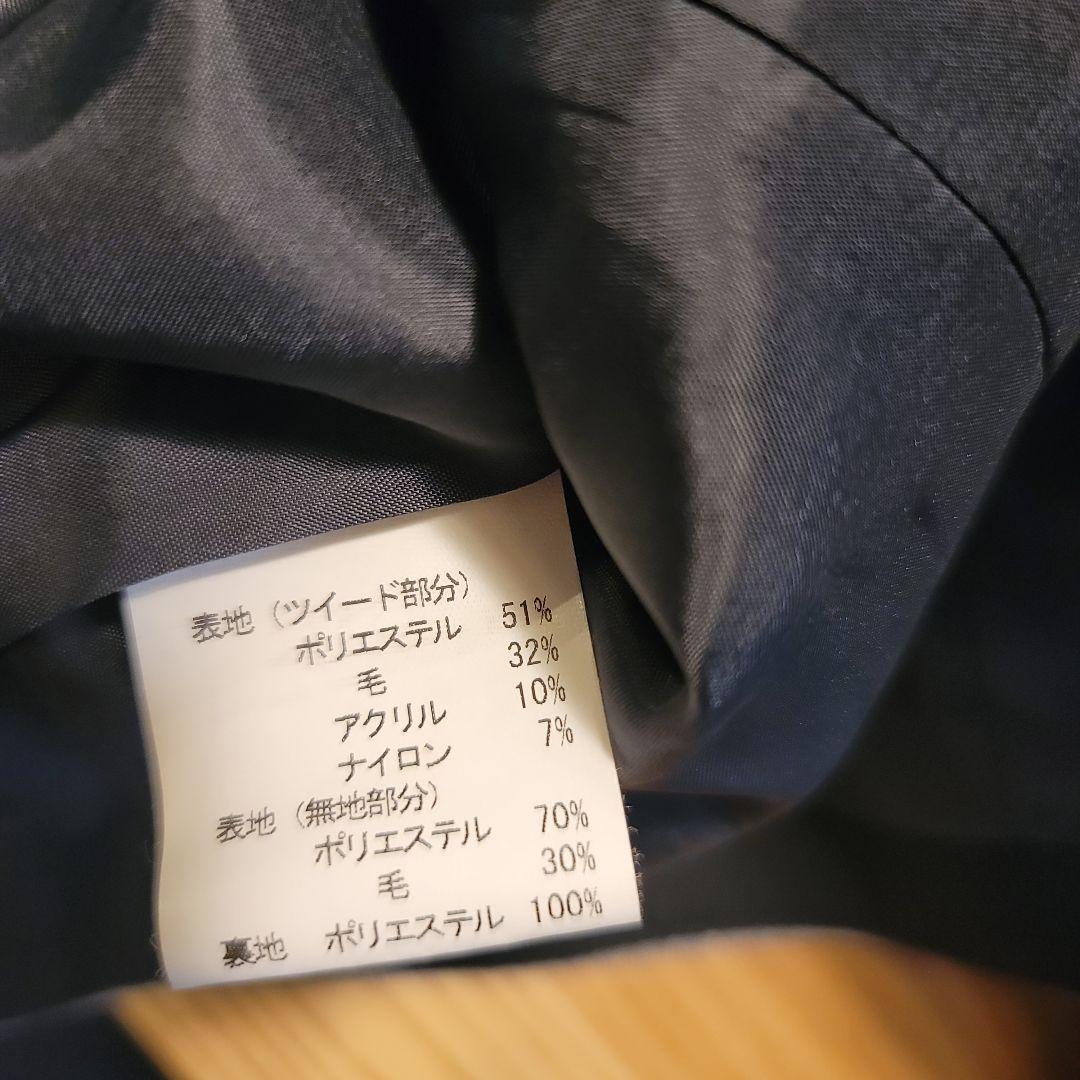 表地（ツイード部分）
ポリエステル 51%
毛 32%
アクリル 10%
ナイロン 7%
表地（無地部分）
ポリエステル 70%
毛 30%
裏地 ポリエステル 100%